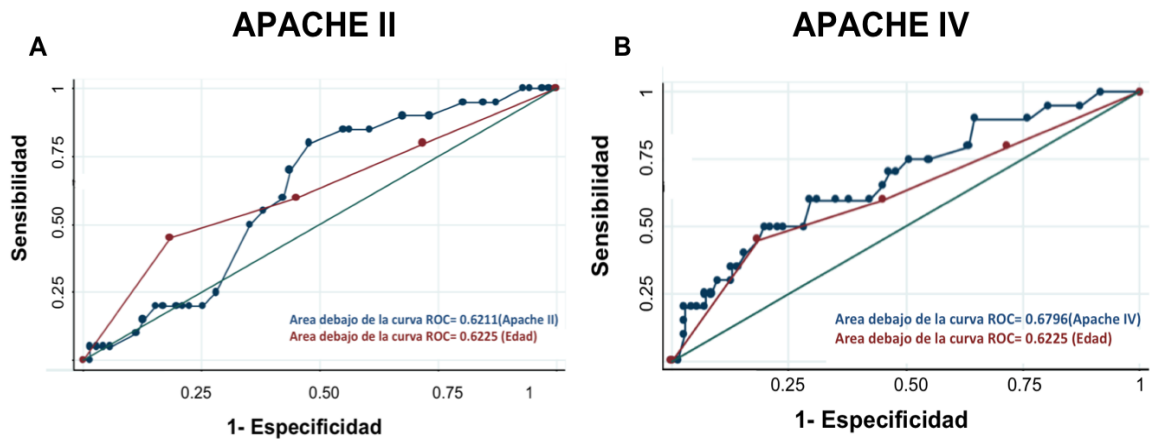 APACHE II
A
Sensibilidad
1
0.75
0.50
0.25
Area debajo de la curva ROC= 0.6211(Apache II)
Area debajo de la curva ROC= 0.6225 (Edad)
0.25
0.50
0.75
1
1- Especificidad
APACHE IV
B
Sensibilidad
1
0.75
0.50
0.25
Area debajo de la curva ROC= 0.6796(Apache IV)
Area debajo de la curva ROC= 0.6225 (Edad)
0.25
0.50
0.75
1
1- Especificidad